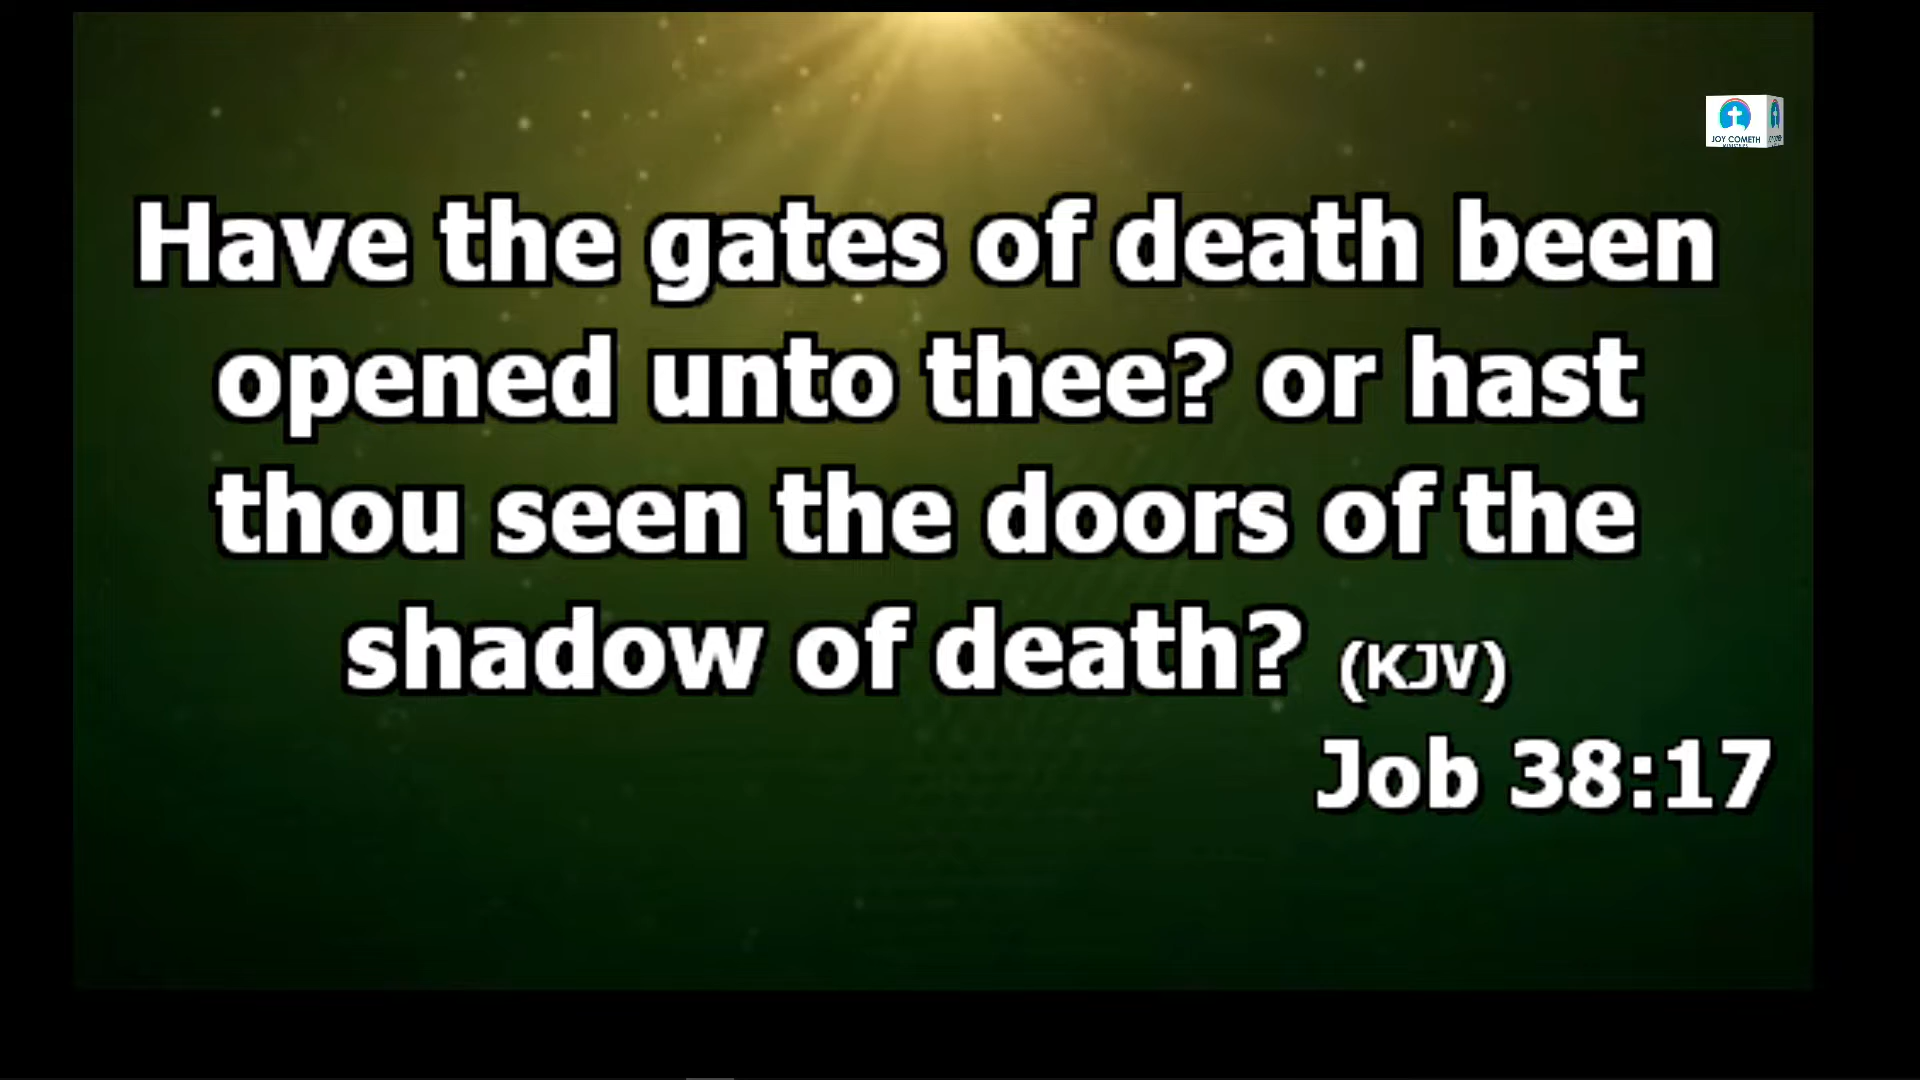 JOY COMETH
MINISTRIES
Have the gates of death been
opened unto thee? or hast
thou seen the doors of the
shadow of death? (KJV)
Job 38:17